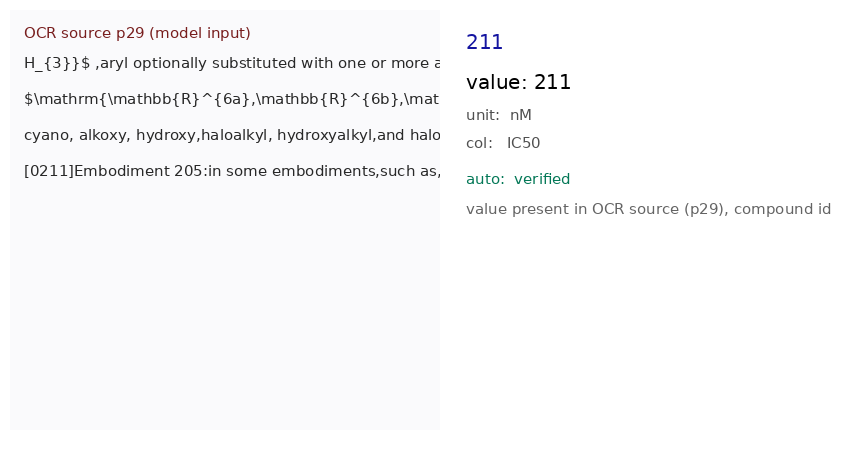 OCR source p29 (model input)
H_{3}}$ ,aryl optionally substituted with one or more a
$\mathrm{\mathbb{R}^{6a},\mathbb{R}^{6b},\mat
cyano, alkoxy, hydroxy,haloalkyl, hydroxyalkyl,and halo
[0211]Embodiment 205:in some embodiments,such as,
211
value: 211
unit: nM
col: IC50
auto: verified
value present in OCR source (p29), compound id